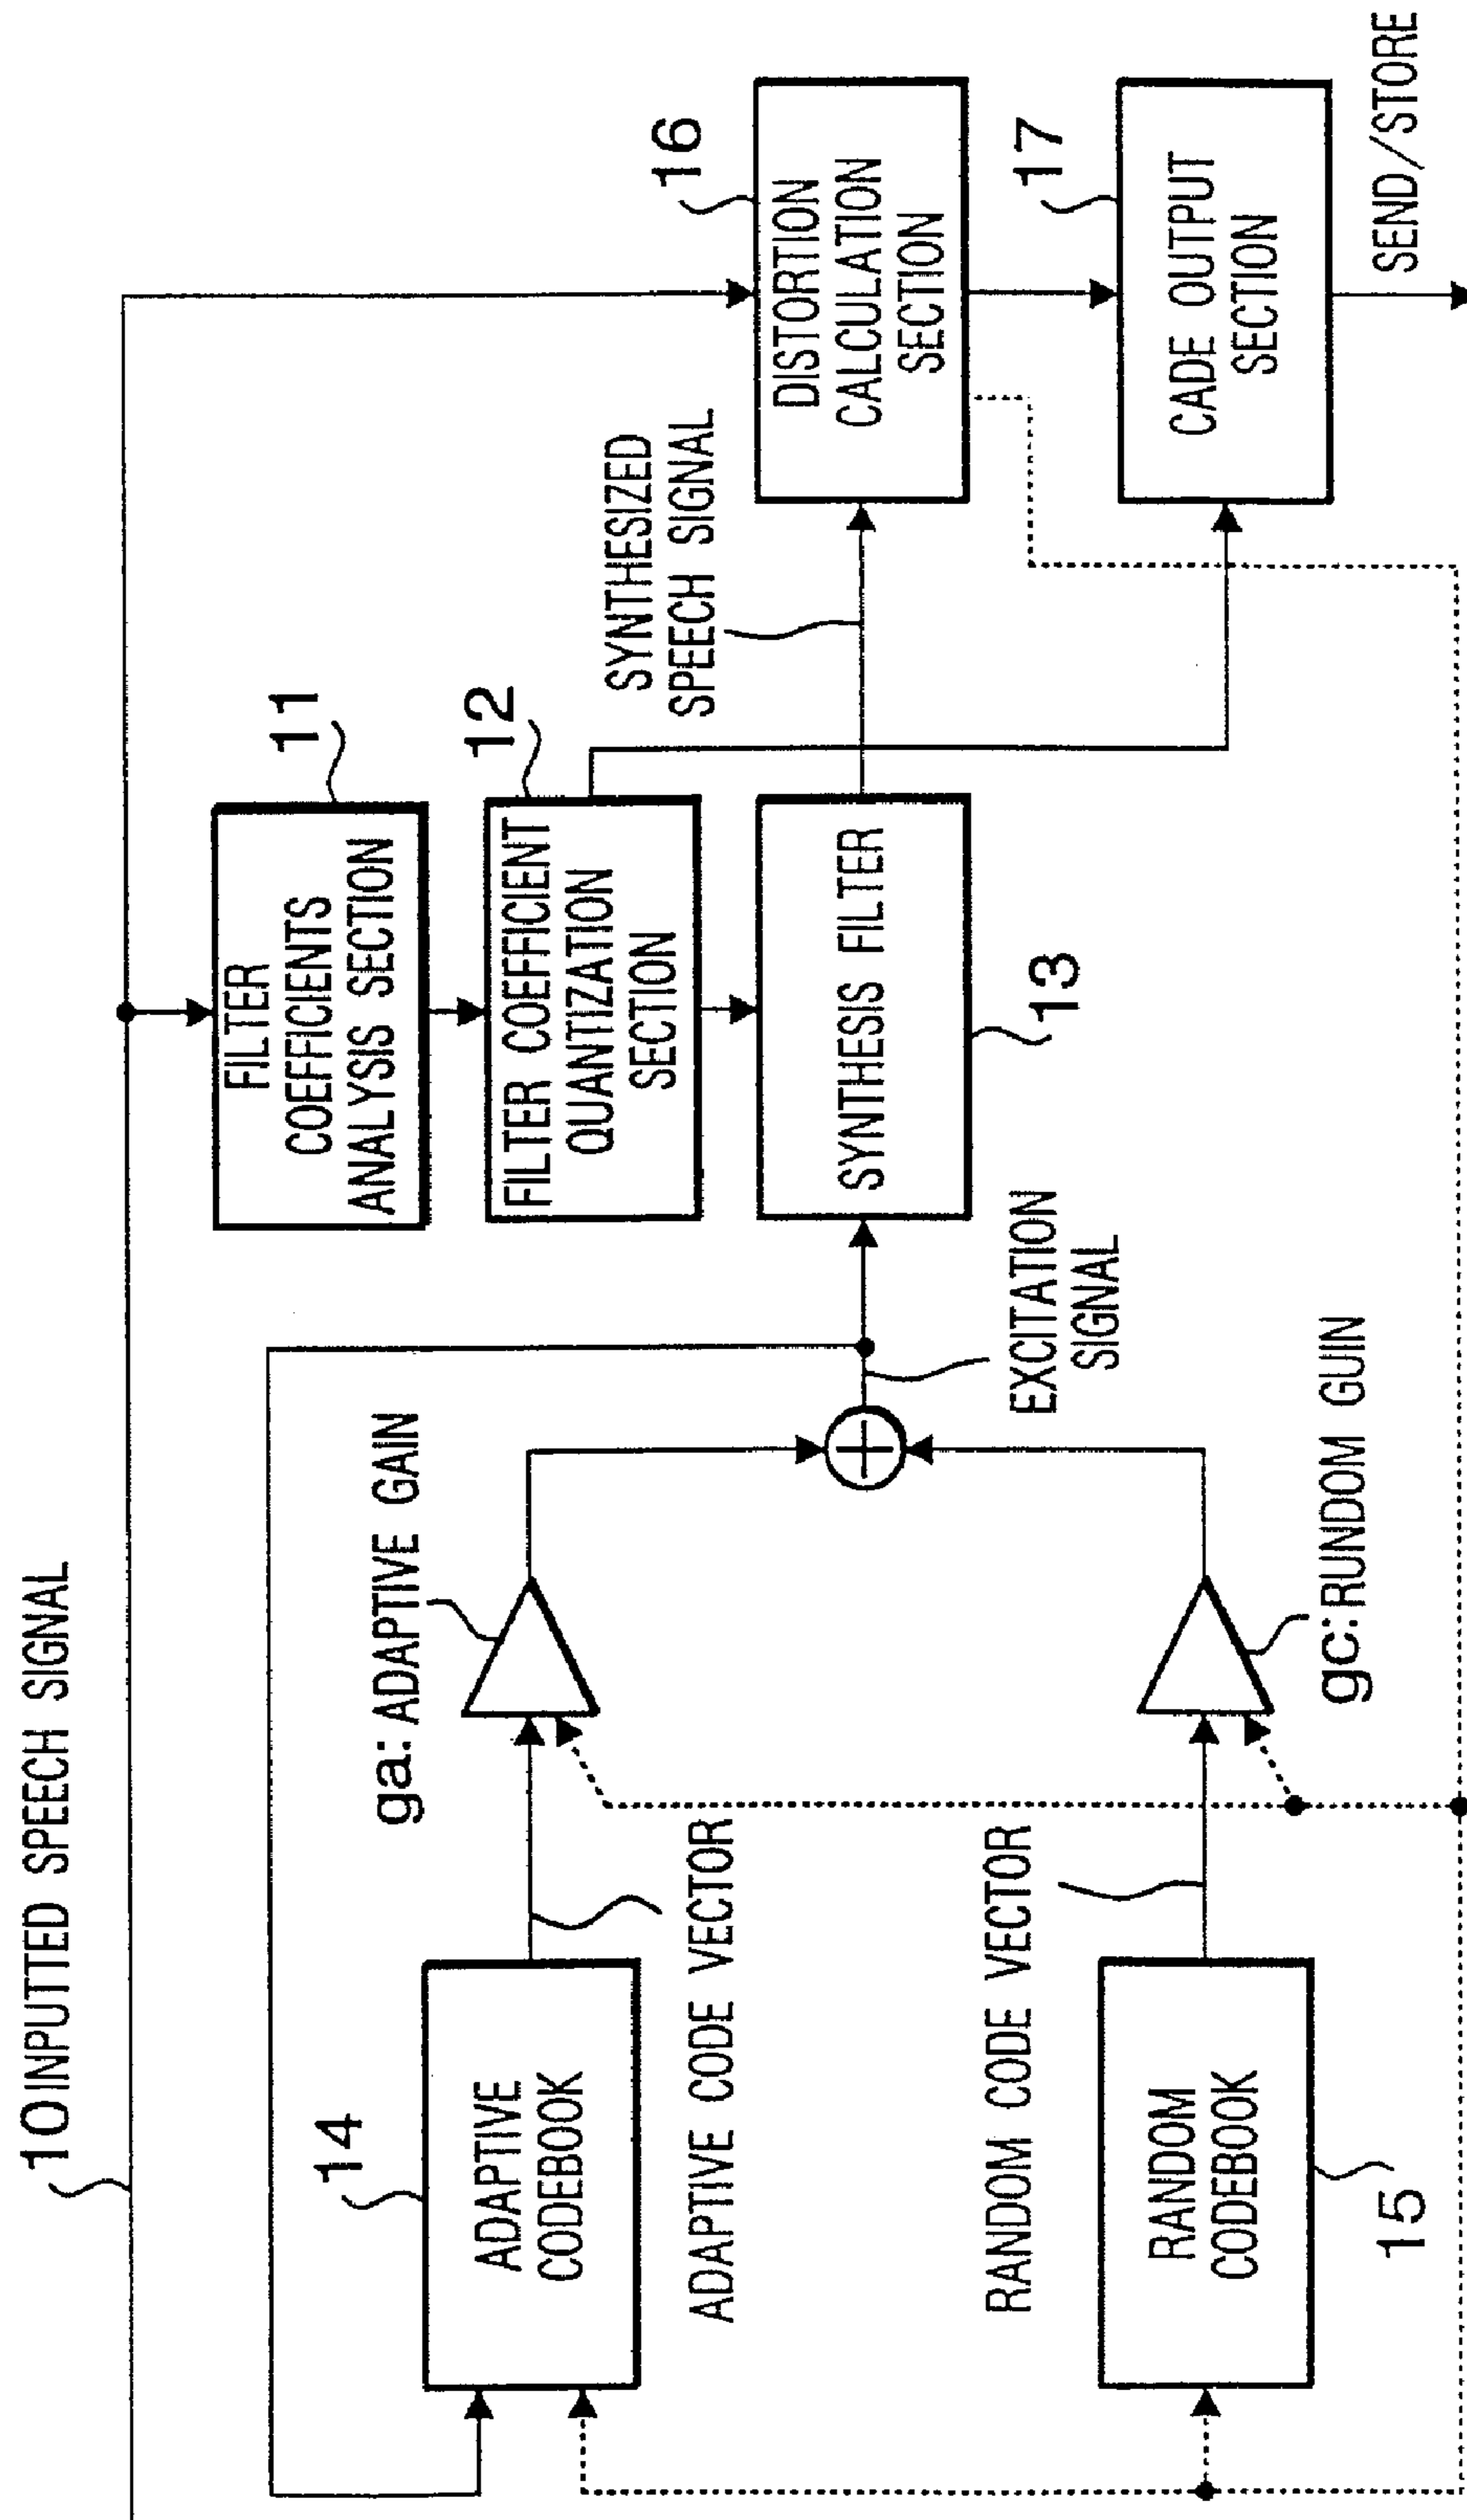 10 INPUTTED SPEECH SIGNAL
11
FILTER
COEFFICIENTS
ANALYSIS SECTION
12
FILTER COEFFICIENT
QUANTIZATION
SECTION
SYNTHESIS FILTER
13
14
ADAPTIVE
CODEBOOK
ga: ADAPTIVE GAIN
ADAPTIVE CODE VECTOR
EXCITATION
SIGNAL
SYNTHESIZED
SPEECH SIGNAL
16
DISTORTION
CALCULATION
SECTION
RANDOM CODE VECTOR
RANDOM
CODEBOOK
15
gc: RUNDOM GUIN
17
CADE OUTPUT
SECTION
SEND/STORE